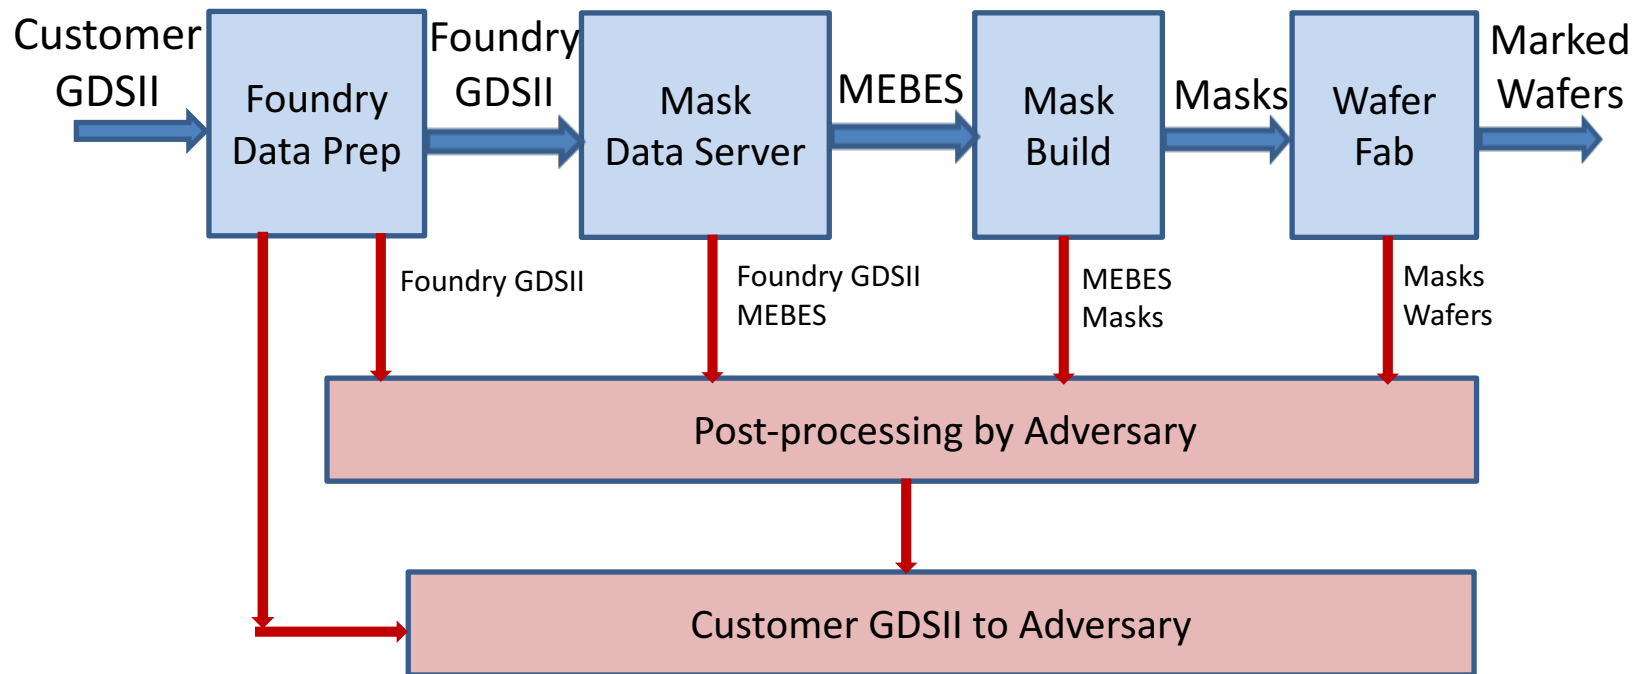 Customer
GDSII
Foundry
Data Prep
Foundry
GDSII
Mask
Data Server
MEBES
Mask
Build
Masks
Wafer
Fab
Marked
Wafers
Foundry GDSII
Foundry GDSII
MEBES
MEBES
Masks
Masks
Wafers
Post-processing by Adversary
Customer GDSII to Adversary